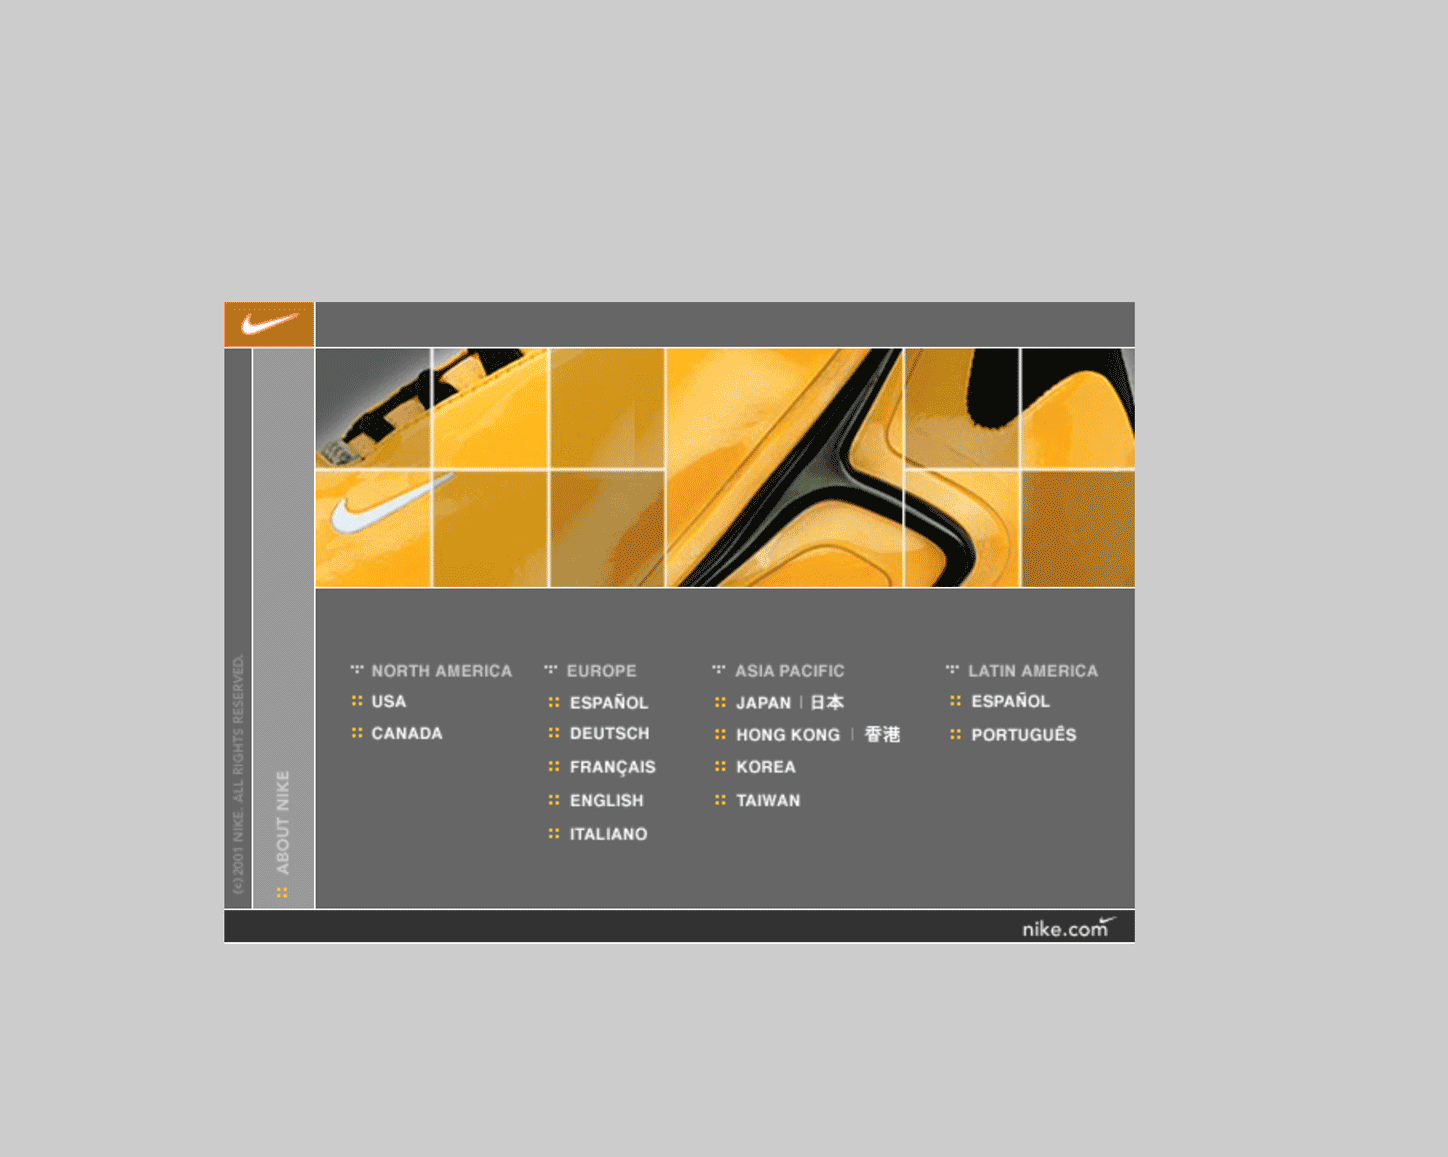 NORTH AMERICA
USA
CANADA
EUROPE
ESPAÑOL
DEUTSCH
FRANÇAIS
ENGLISH
ITALIANO
ASIA PACIFIC
JAPAN | 日本
HONG KONG | 香港
KOREA
TAIWAN
LATIN AMERICA
ESPAÑOL
PORTUGUÊS
(c)2001 NIKE. ALL RIGHTS RESERVED.
ABOUT NIKE
nike.com